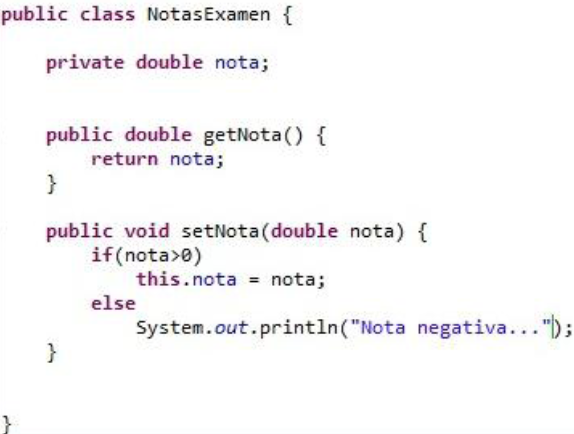 public class NotasExamen {
    private double nota;
    public double getNota() {
        return nota;
    }
    public void setNota(double nota) {
        if(nota>0)
            this.nota = nota;
        else
            System.out.println("Nota negativa...");
    }
}